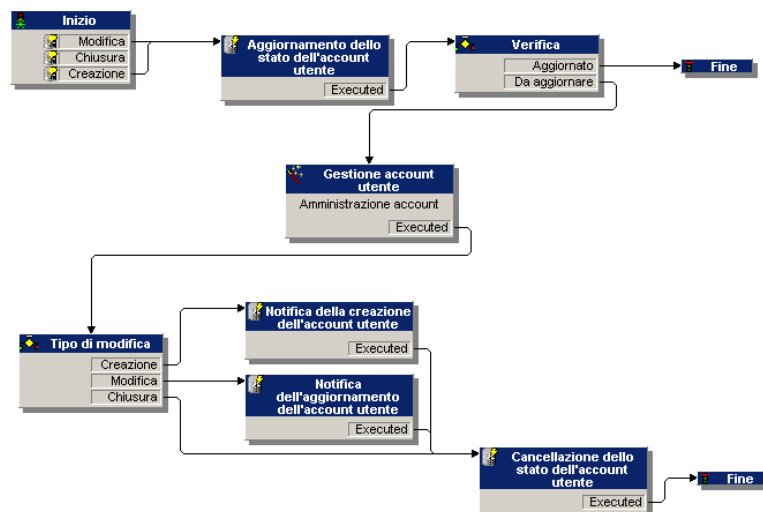 Inizio
Modifica
Chiusura
Creazione
Aggiornamento dello
stato dell'account
utente
Executed
Verifica
Aggiornato
Da aggiornare
Fine
Gestione account
utente
Amministrazione account
Executed
Tipo di modifica
Creazione
Modifica
Chiusura
Notifica della creazione
dell'account utente
Executed
Notifica
dell'aggiornamento
dell'account utente
Executed
Cancellazione dello
stato dell'account
utente
Executed
Fine